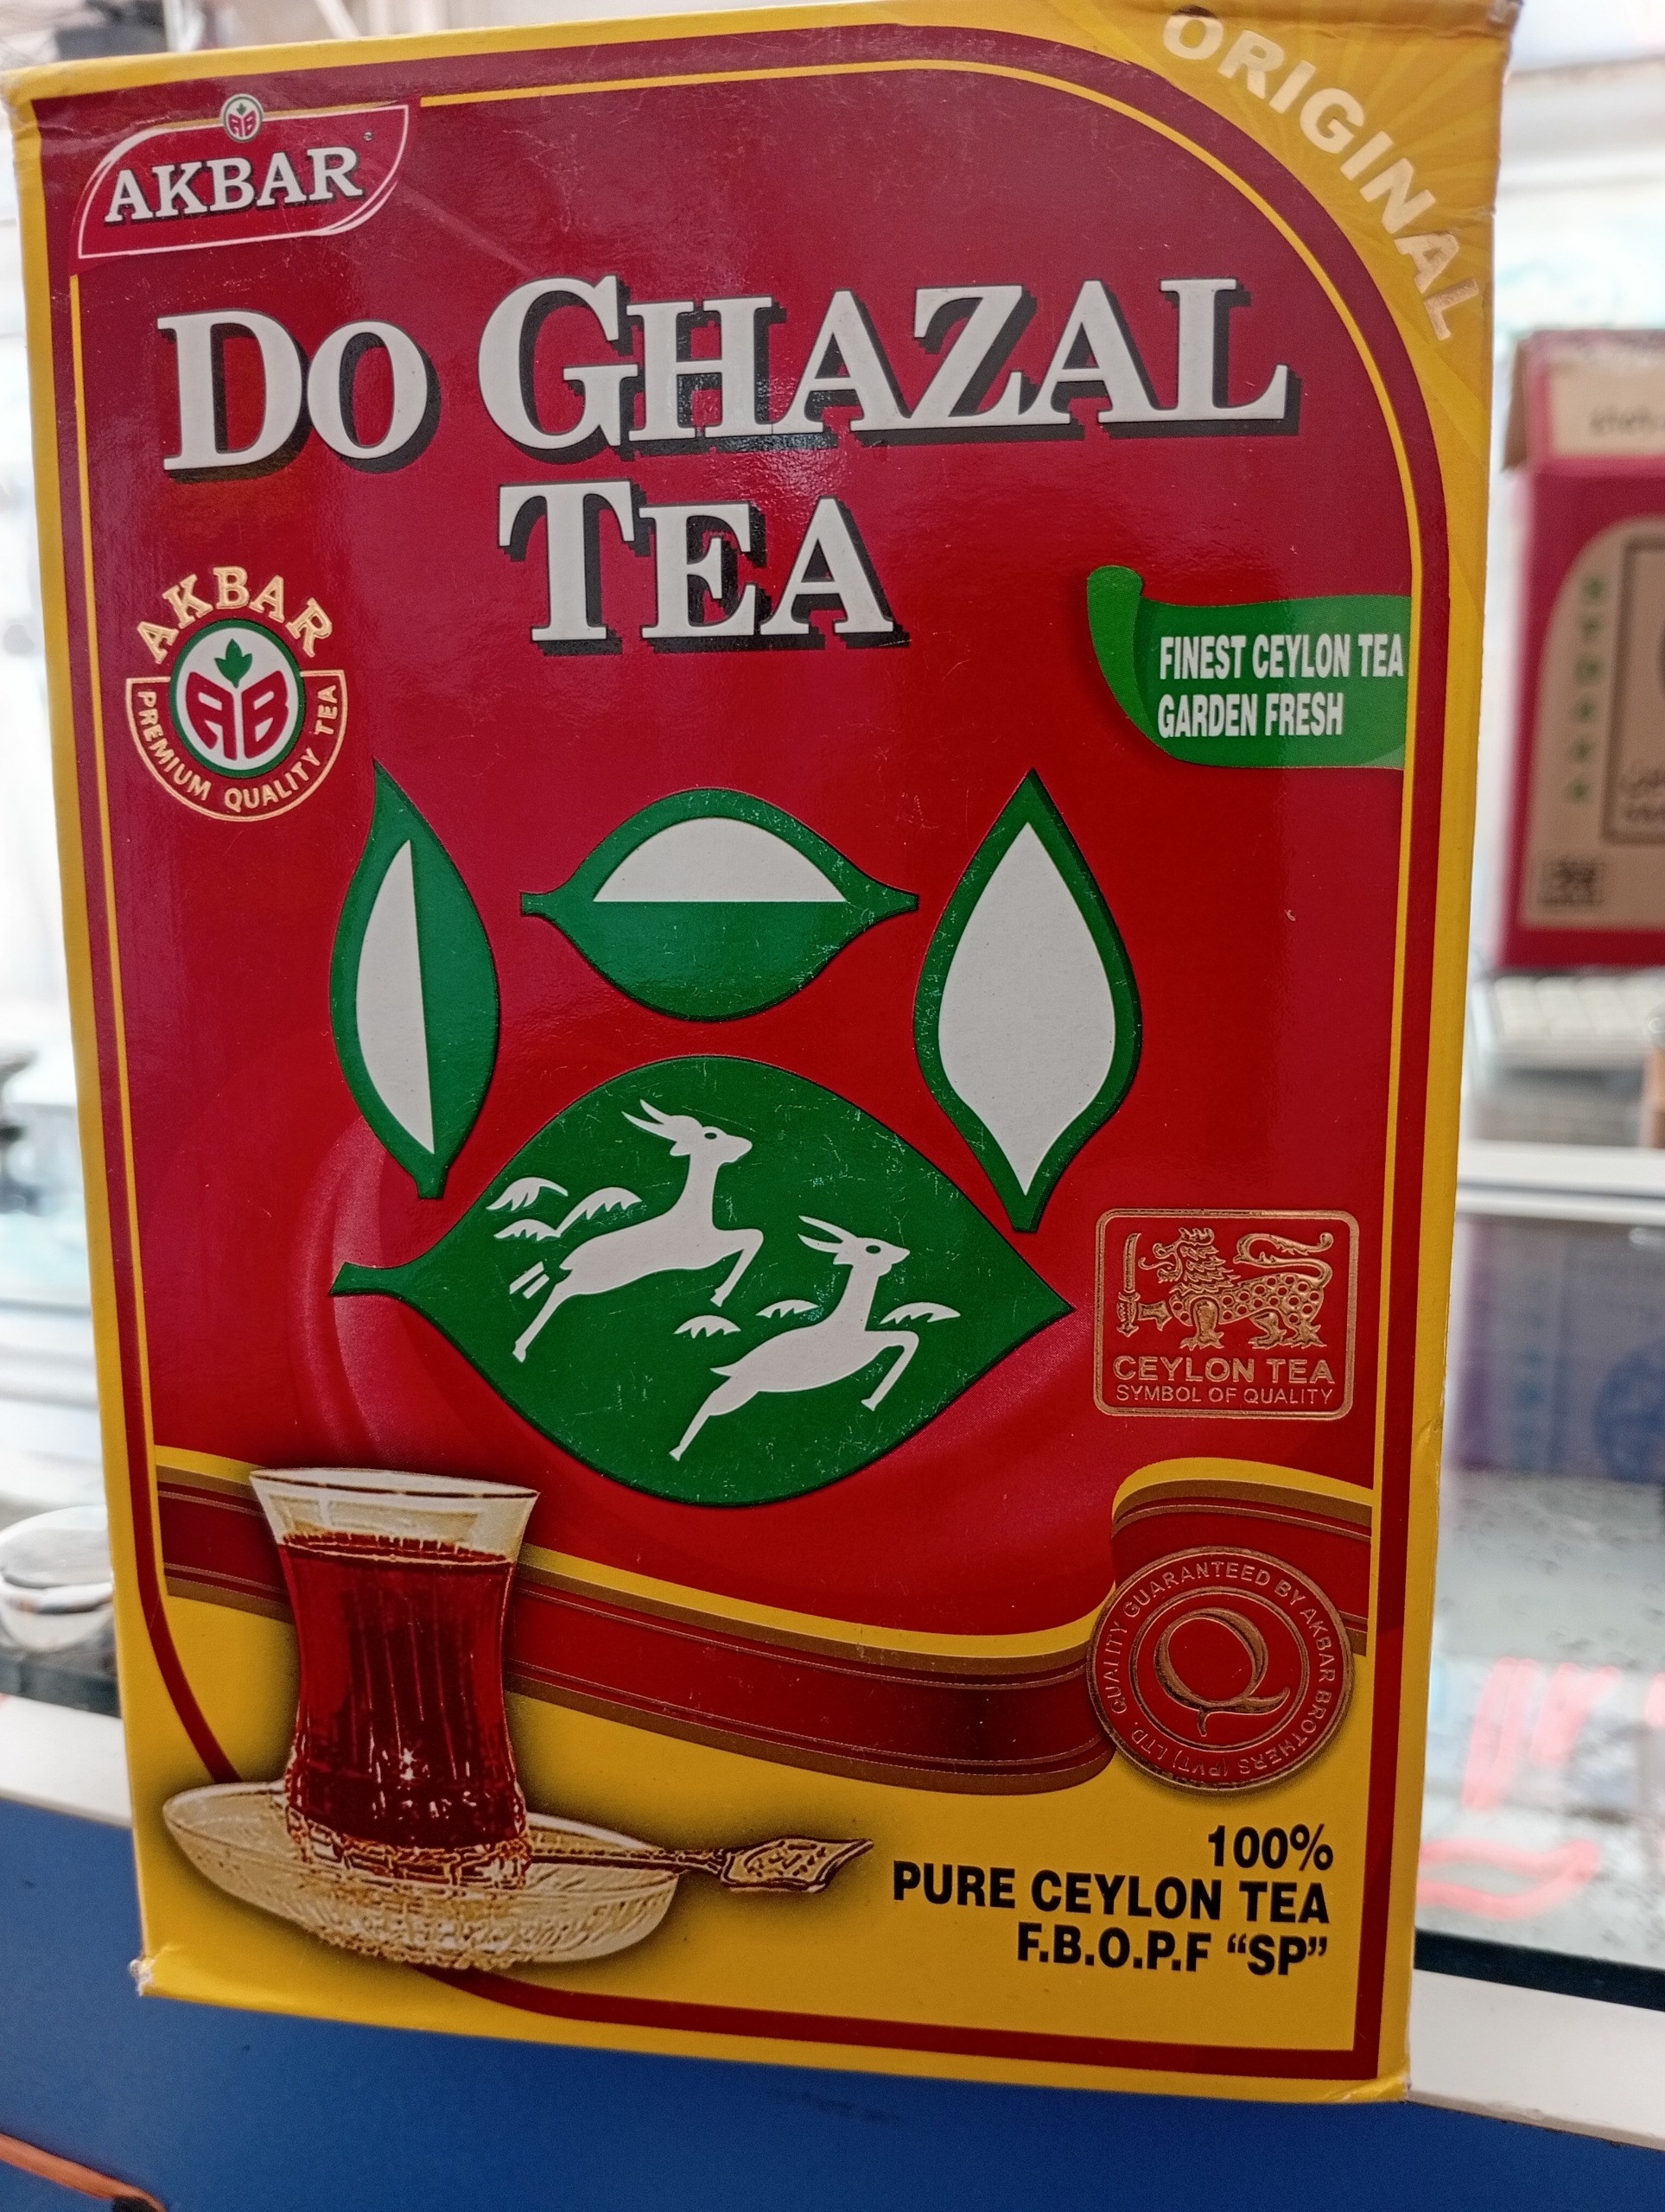 ORIGINAL
AKBAR
DO GHAZAL
TEA
AKBAR
AB
PREMIUM QUALITY TEA
FINEST CEYLON TEA
GARDEN FRESH
CEYLON TEA
SYMBOL OF QUALITY
QUALITY GUARANTEED BY AKBAR BROTHERS (PVT) LTD.
Q
100%
PURE CEYLON TEA
F.B.O.P.F “SP”